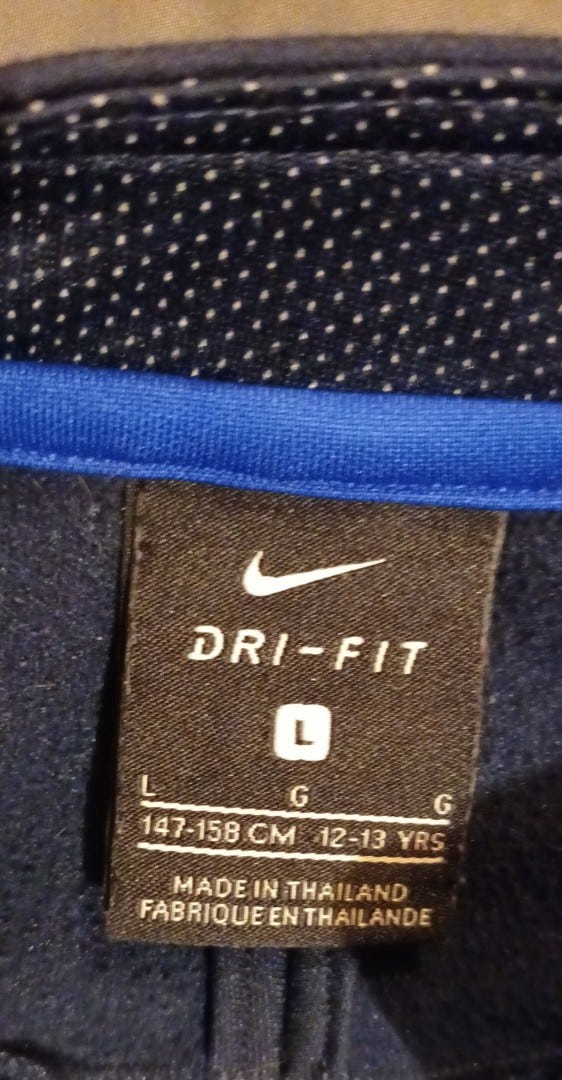 DRI-FIT
L
L G G
147-158 CM 12-13 YRS
MADE IN THAILAND
FABRIQUE EN THAILANDE